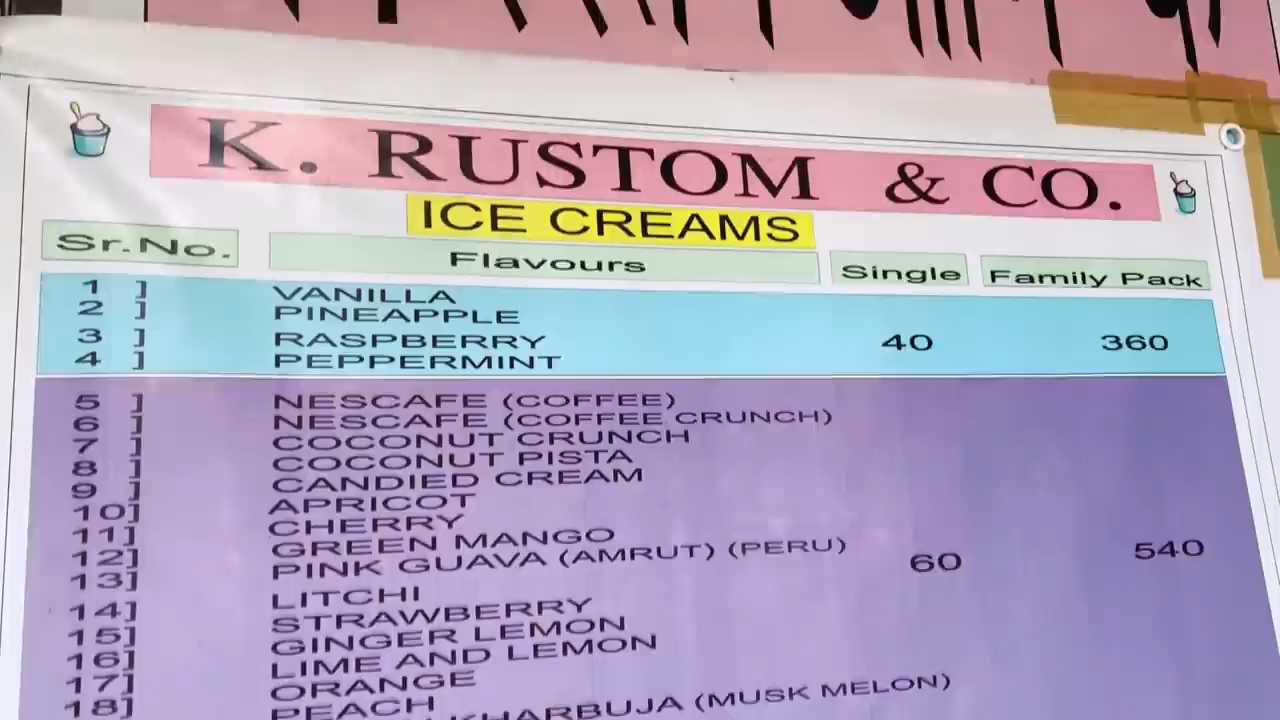 K. RUSTOM & CO.
ICE CREAMS
Sr.No. Flavours Single Family Pack
1 ] VANILLA
2 ] PINEAPPLE
3 ] RASPBERRY 40 360
4 ] PEPPERMINT
5 ] NESCAFE (COFFEE)
6 ] NESCAFE (COFFEE CRUNCH)
7 ] COCONUT CRUNCH
8 ] COCONUT PISTA
9 ] CANDIED CREAM
10] APRICOT
11] CHERRY
12] GREEN MANGO
13] PINK GUAVA (AMRUT) (PERU) 60 540
14] LITCHI
15] STRAWBERRY
16] GINGER LEMON
17] LIME AND LEMON
18] ORANGE
PEACH
KHARBUJA (MUSK MELON)